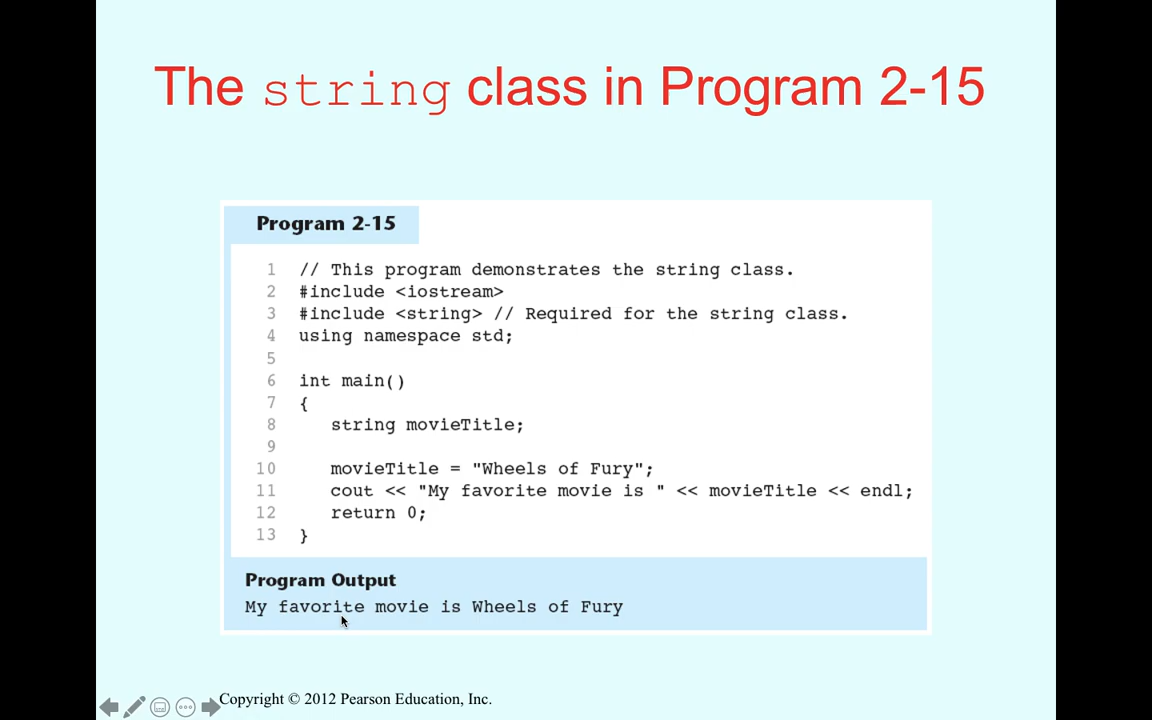 The string class in Program 2-15
Program 2-15
1 // This program demonstrates the string class.
2 #include <iostream>
3 #include <string> // Required for the string class.
4 using namespace std;
5
6 int main()
7 {
8 string movieTitle;
9
10 movieTitle = "Wheels of Fury";
11 cout << "My favorite movie is " << movieTitle << endl;
12 return 0;
13 }
Program Output
My favorite movie is Wheels of Fury
Copyright © 2012 Pearson Education, Inc.